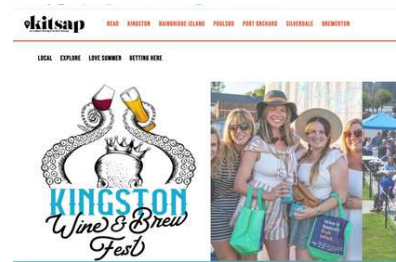 kitsap
READ KINGSTON BAINBRIDGE ISLAND POULSBO PORT ORCHARD SILVERDALE BREMERTON
LOCAL EXPLORE LOVE SUMMER GETTING HERE
KINGSTON
Wine & Brew
Fest